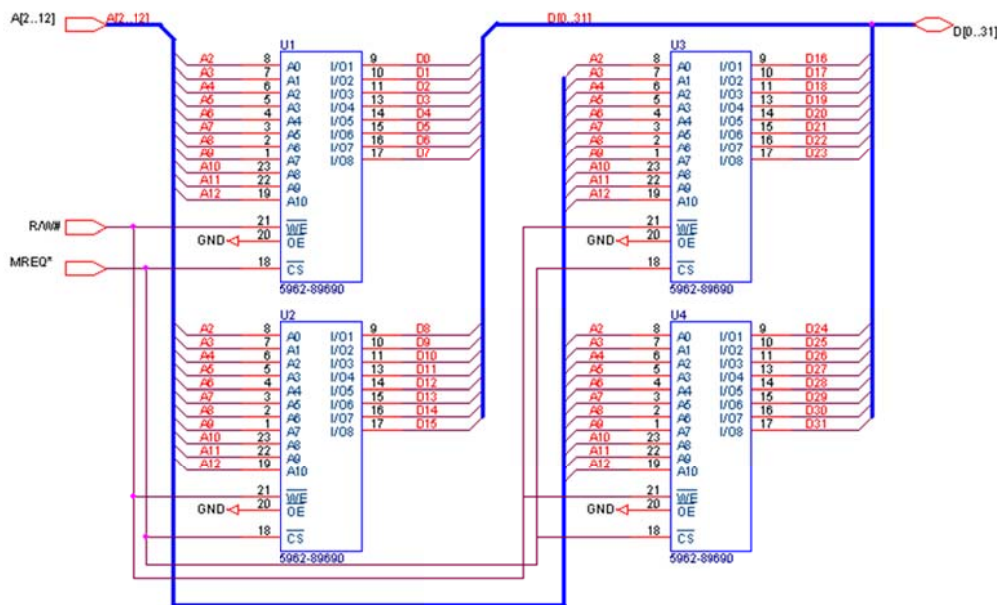 A[2..12] A[2..12] D[0..31] D[0..31]
U1 U3
A2 8 A0 I/O1 9 D0 A2 8 A0 I/O1 9 D16
A3 7 A1 I/O2 10 D1 A3 7 A1 I/O2 10 D17
A4 6 A2 I/O3 11 D2 A4 6 A2 I/O3 11 D18
A5 5 A3 I/O4 13 D3 A5 5 A3 I/O4 13 D19
A6 4 A4 I/O5 14 D4 A6 4 A4 I/O5 14 D20
A7 3 A5 I/O6 15 D5 A7 3 A5 I/O6 15 D21
A8 2 A6 I/O7 16 D6 A8 2 A6 I/O7 16 D22
A9 1 A7 I/O8 17 D7 A9 1 A7 I/O8 17 D23
A10 23 A8 A10 23 A8
A11 22 A9 A11 22 A9
A12 19 A10 A12 19 A10
R/W# 21 WE 21 WE
GND 20 OE GND 20 OE
MREQ* 18 CS 18 CS
5962-89690 5962-89690
U2 U4
A2 8 A0 I/O1 9 D8 A2 8 A0 I/O1 9 D24
A3 7 A1 I/O2 10 D9 A3 7 A1 I/O2 10 D25
A4 6 A2 I/O3 11 D10 A4 6 A2 I/O3 11 D26
A5 5 A3 I/O4 13 D11 A5 5 A3 I/O4 13 D27
A6 4 A4 I/O5 14 D12 A6 4 A4 I/O5 14 D28
A7 3 A5 I/O6 15 D13 A7 3 A5 I/O6 15 D29
A8 2 A6 I/O7 16 D14 A8 2 A6 I/O7 16 D30
A9 1 A7 I/O8 17 D15 A9 1 A7 I/O8 17 D31
A10 23 A8 A10 23 A8
A11 22 A9 A11 22 A9
A12 19 A10 A12 19 A10
21 WE 21 WE
GND 20 OE GND 20 OE
18 CS 18 CS
5962-89690 5962-89690